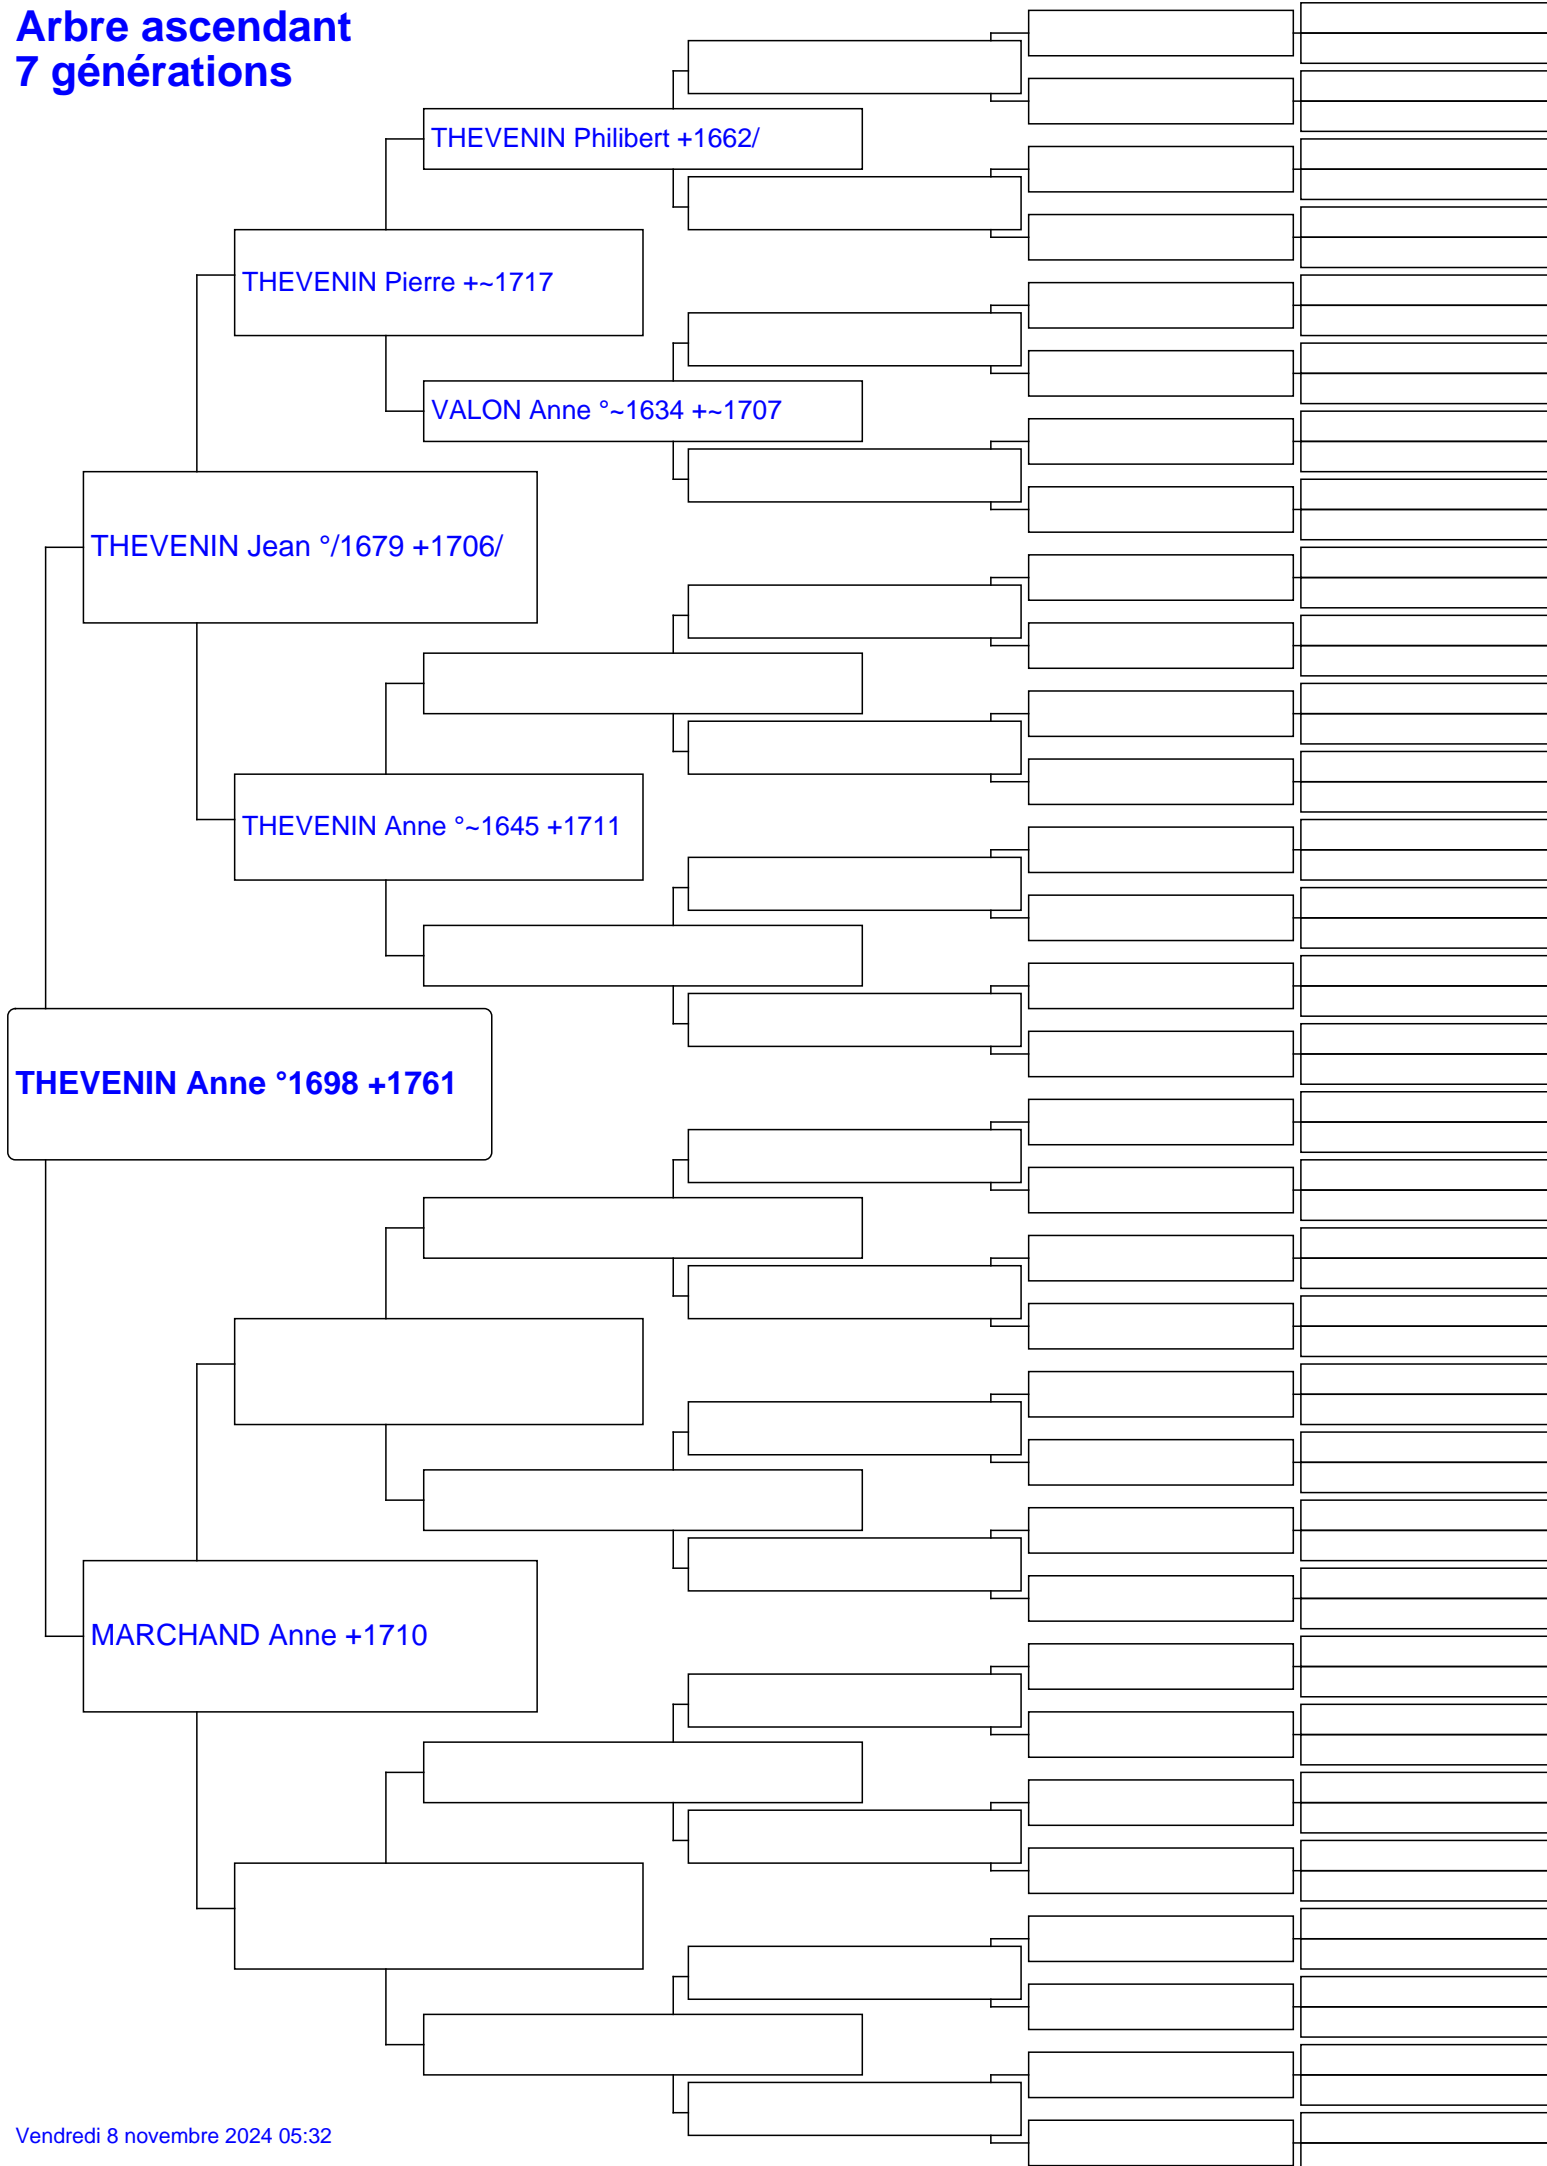 Arbre ascendant
7 générations
THEVENIN Philibert +1662/
THEVENIN Pierre +~1717
VALON Anne °~1634 +~1707
THEVENIN Jean °/1679 +1706/
THEVENIN Anne °~1645 +1711
THEVENIN Anne °1698 +1761
MARCHAND Anne +1710
Vendredi 8 novembre 2024 05:32